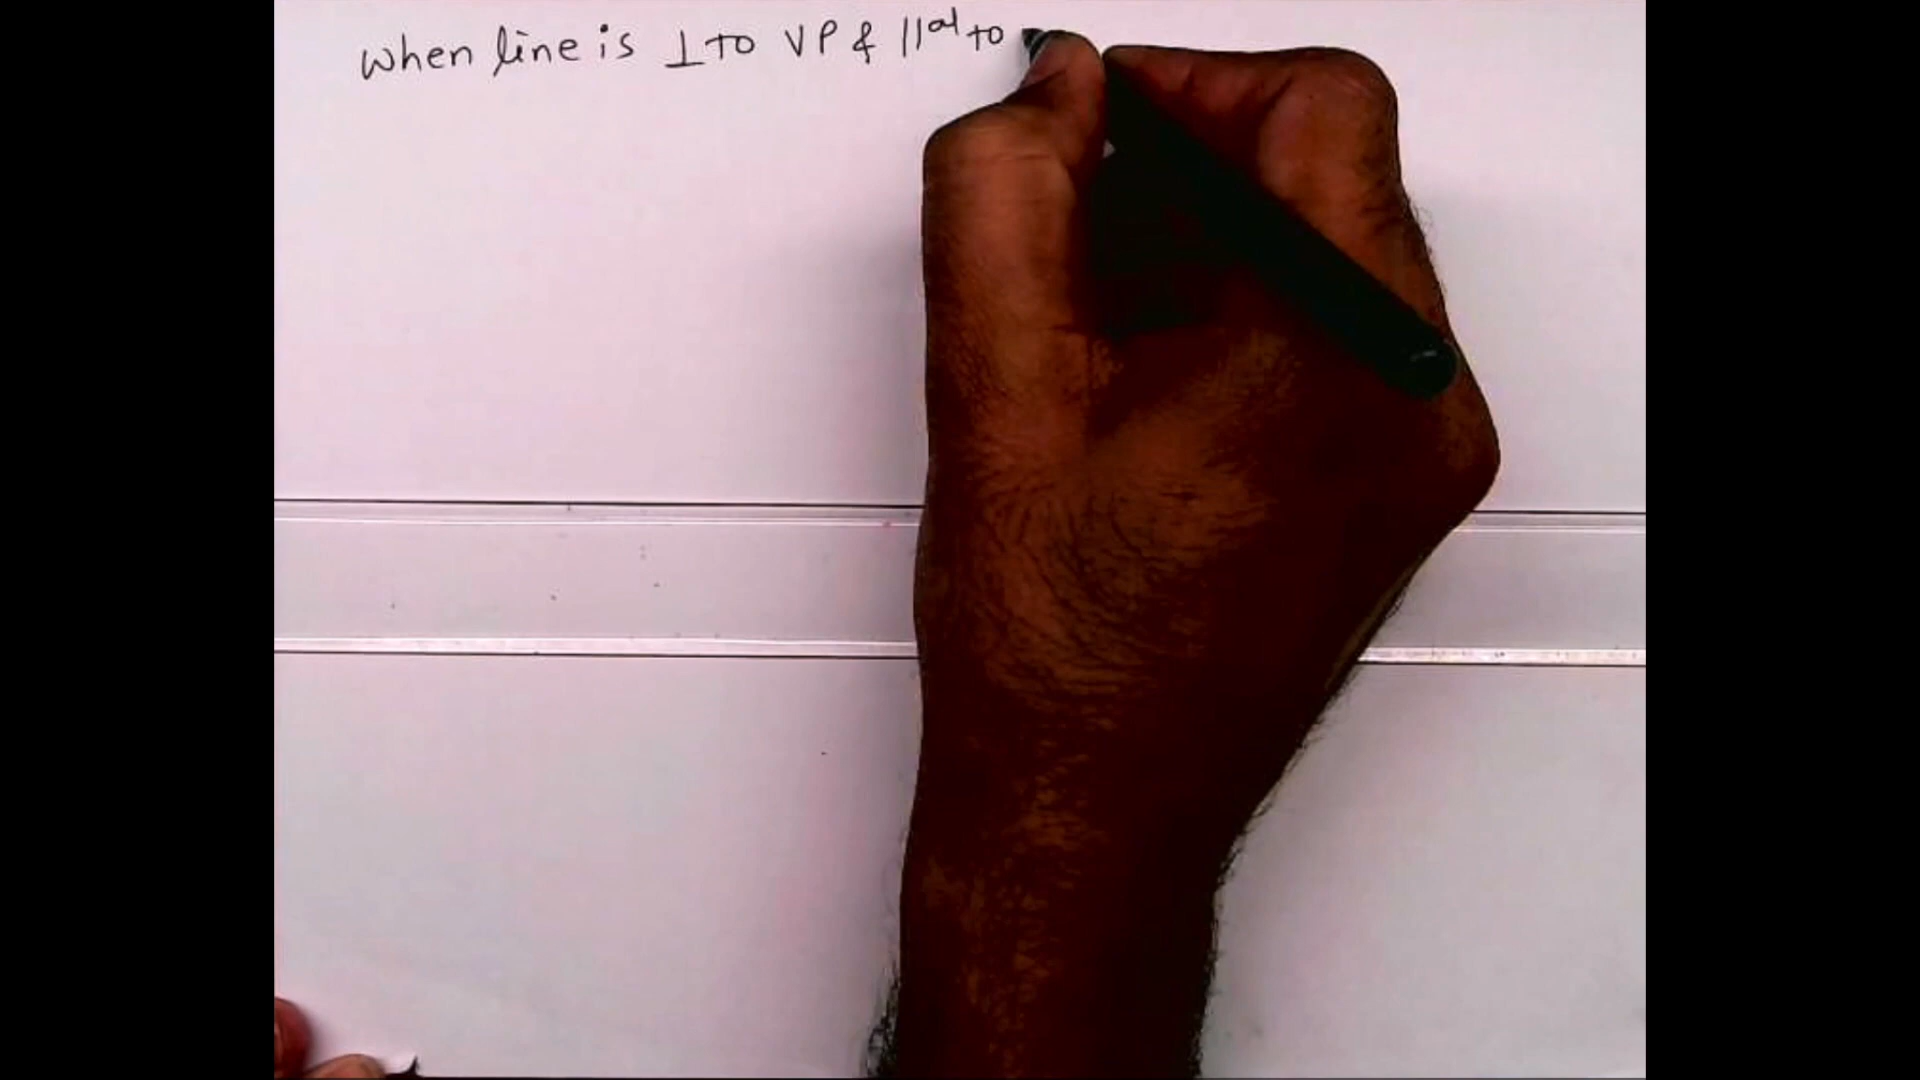 When line is ⊥ to VP & ||al to